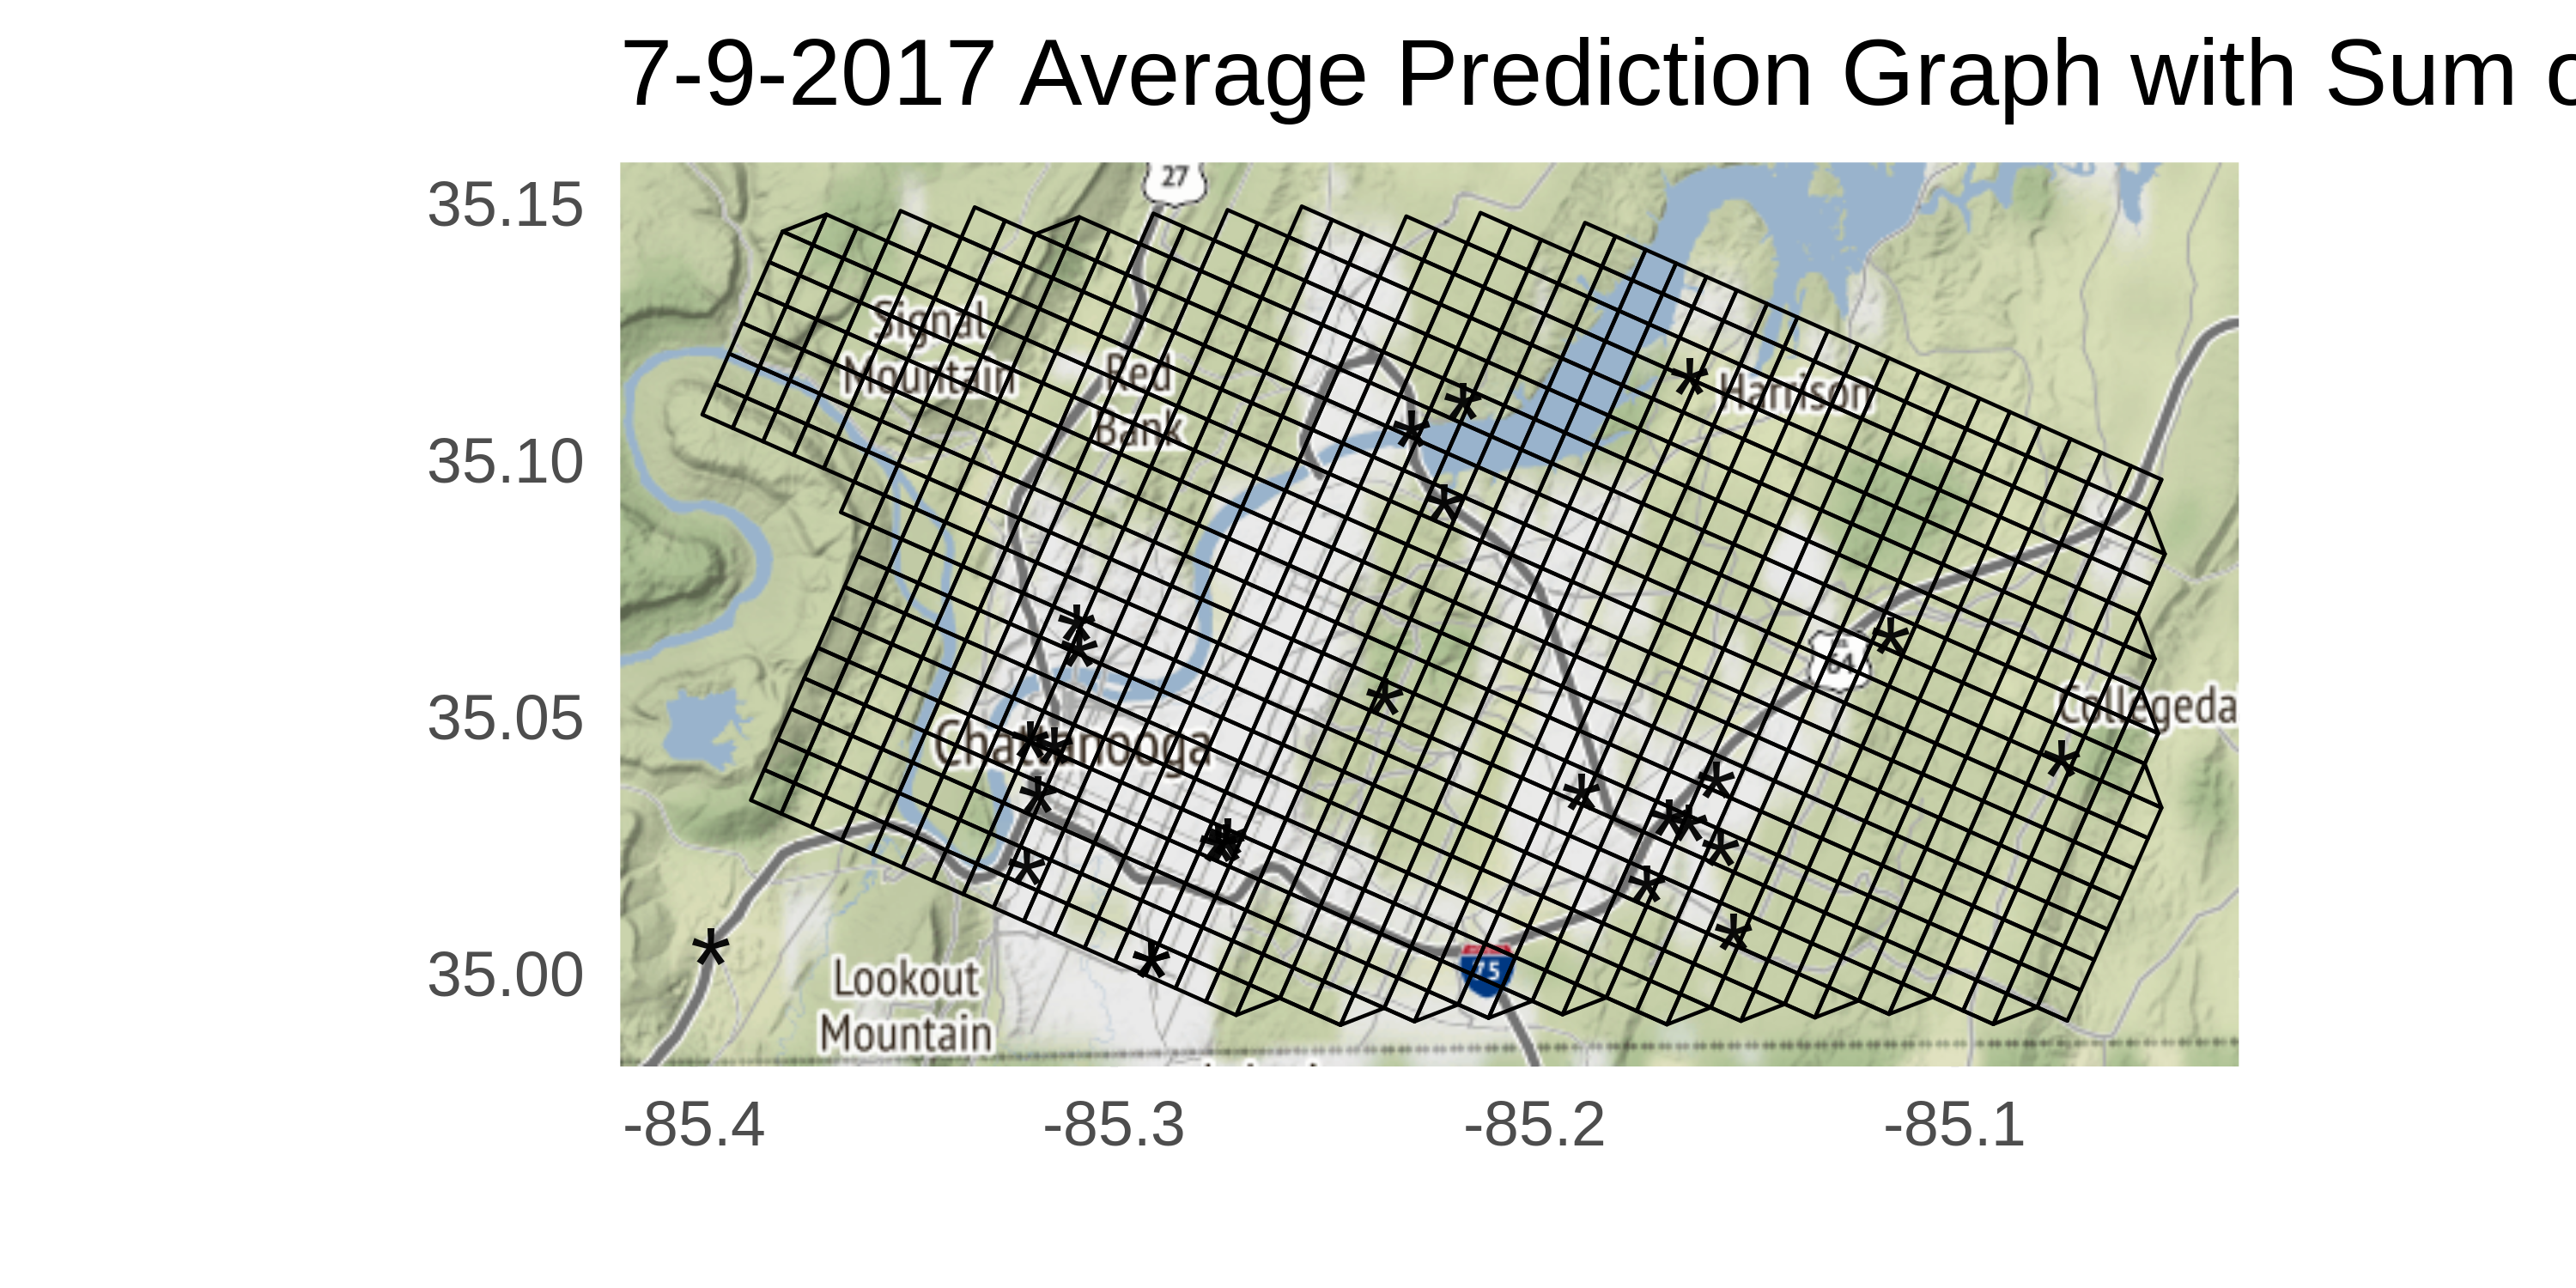 7-9-2017 Average Prediction Graph with Sum
35.15
35.10
35.05
35.00
27
Signal
Mountain
Red
Bank
Harrison
64
Collegeda
Chattanooga
75
Lookout
Mountain
-85.4
-85.3
-85.2
-85.1